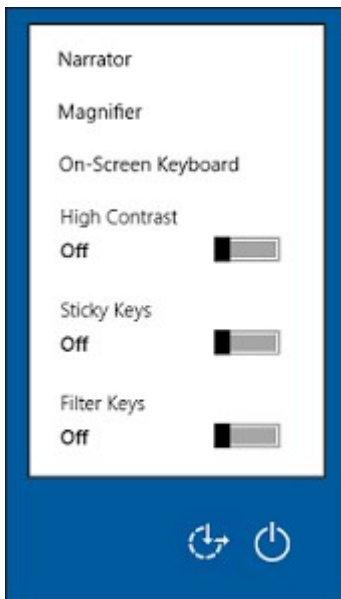 Narrator
Magnifier
On-Screen Keyboard
High Contrast
Off
Sticky Keys
Off
Filter Keys
Off